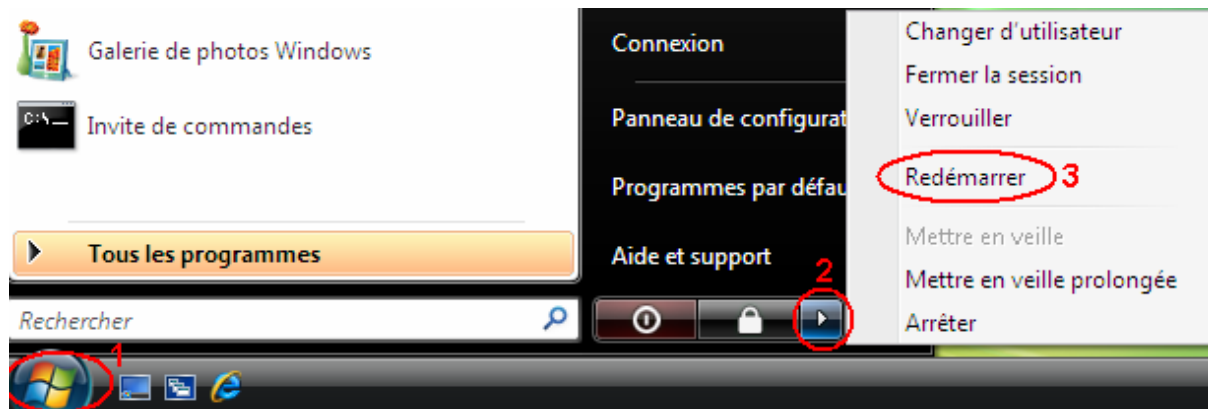 Galerie de photos Windows
C:\_
Invite de commandes
Tous les programmes
Rechercher
1
Connexion
Panneau de configurat
Programmes par défau
Aide et support
2
Changer d'utilisateur
Fermer la session
Verrouiller
Redémarrer 3
Mettre en veille
Mettre en veille prolongée
Arrêter